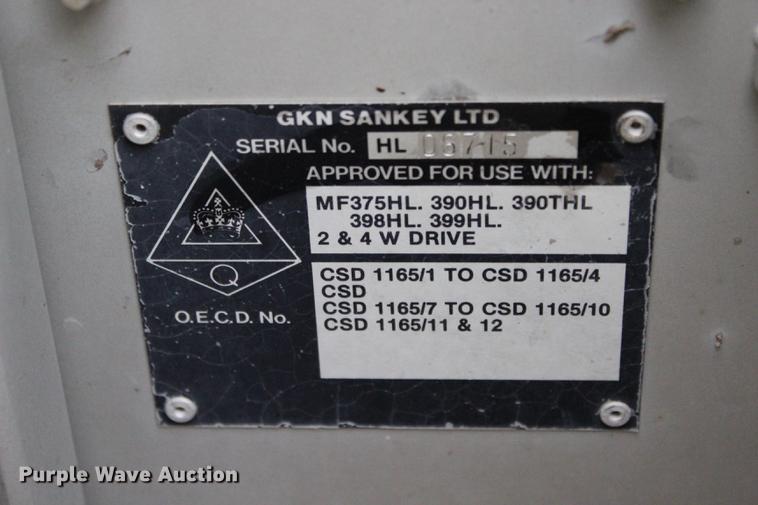 GKN SANKEY LTD
SERIAL No. HL 05715
APPROVED FOR USE WITH:
MF375HL. 390HL. 390THL
398HL. 399HL.
2 & 4 W DRIVE
Q
O.E.C.D. No.
CSD 1165/1 TO CSD 1165/4
CSD
CSD 1165/7 TO CSD 1165/10
CSD 1165/11 & 12
Purple Wave Auction